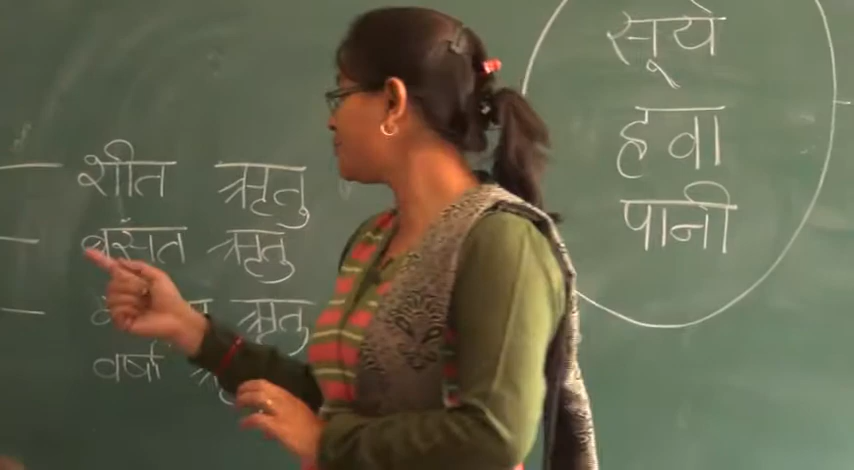 शीत ऋतु
बसंत ऋतु
ऋतु
वर्षा
सूर्य
हवा
पानी